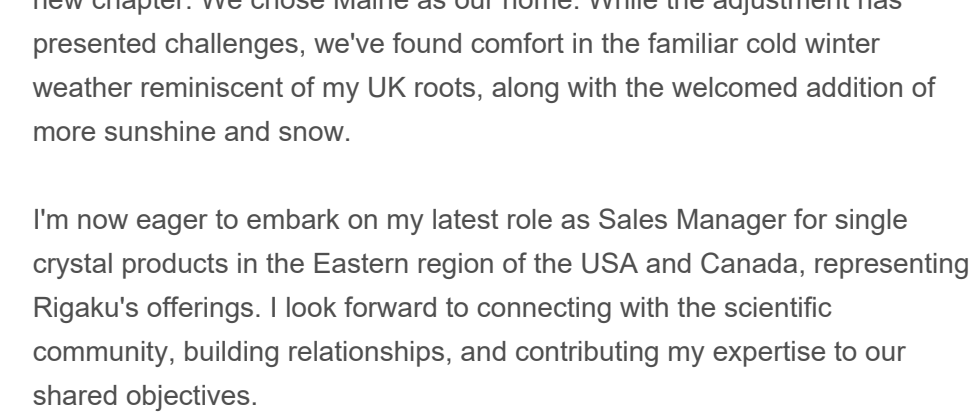 new chapter. We chose Maine as our home. While the adjustment has
presented challenges, we've found comfort in the familiar cold winter
weather reminiscent of my UK roots, along with the welcomed addition of
more sunshine and snow.
I'm now eager to embark on my latest role as Sales Manager for single
crystal products in the Eastern region of the USA and Canada, representing
Rigaku's offerings. I look forward to connecting with the scientific
community, building relationships, and contributing my expertise to our
shared objectives.